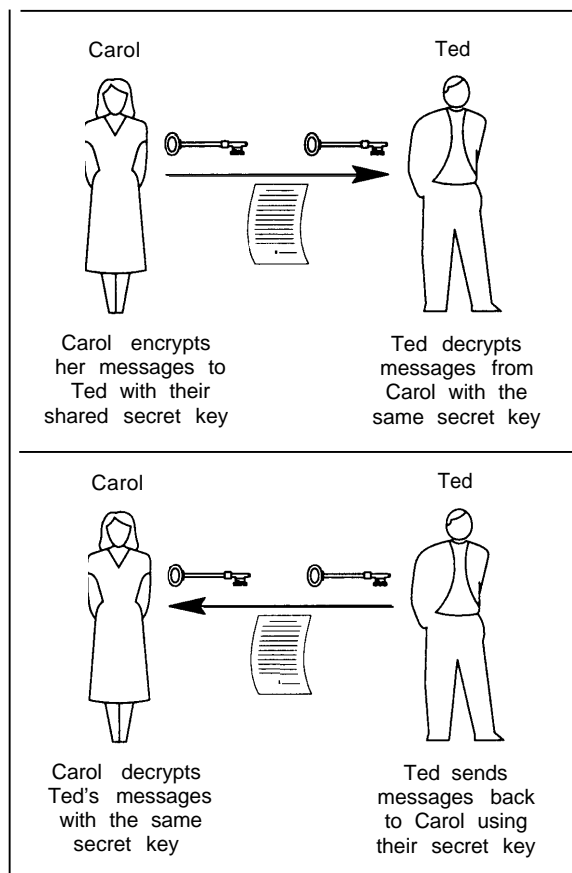 Carol
Ted
Carol encrypts
her messages to
Ted with their
shared secret key
Ted decrypts
messages from
Carol with the
same secret key
Carol
Ted
Carol decrypts
Ted's messages
with the same
secret key
Ted sends
messages back
to Carol using
their secret key